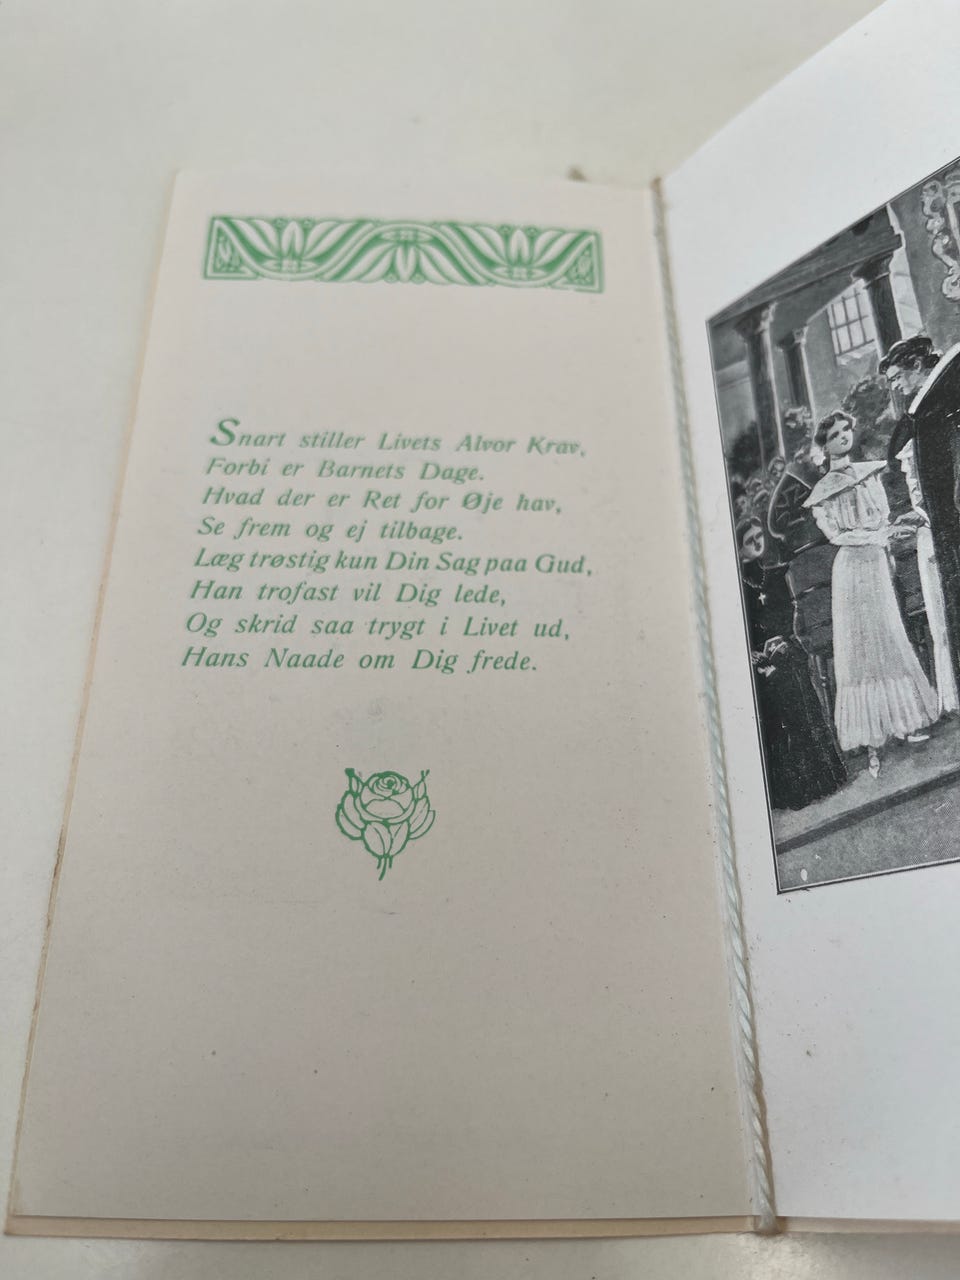 Snart stiller Livets Alvor Krav,
Forbi er Barnets Dage.
Hvad der er Ret for Øje hav,
Se frem og ej tilbage.
Læg trøstig kun Din Sag paa Gud,
Han trofast vil Dig lede,
Og skrid saa trygt i Livet ud,
Hans Naade om Dig frede.